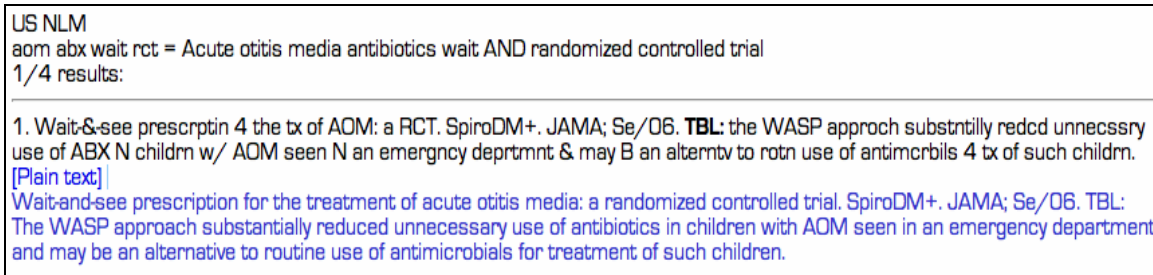 US NLM
aom abx wait rct = Acute otitis media antibiotics wait AND randomized controlled trial
1/4 results:
1. Wait-&-see prescrptin 4 the tx of AOM: a RCT. SpiroDM+. JAMA; Se/06. TBL: the WASP approch substntilly redcd unnecssry
use of ABX N childrn w/ AOM seen N an emergncy deprtmnt & may B an alterntv to rotn use of antimcrbils 4 tx of such childrn.
[Plain text]
Wait-and-see prescription for the treatment of acute otitis media: a randomized controlled trial. SpiroDM+. JAMA; Se/06. TBL:
The WASP approach substantially reduced unnecessary use of antibiotics in children with AOM seen in an emergency department
and may be an alternative to routine use of antimicrobials for treatment of such children.